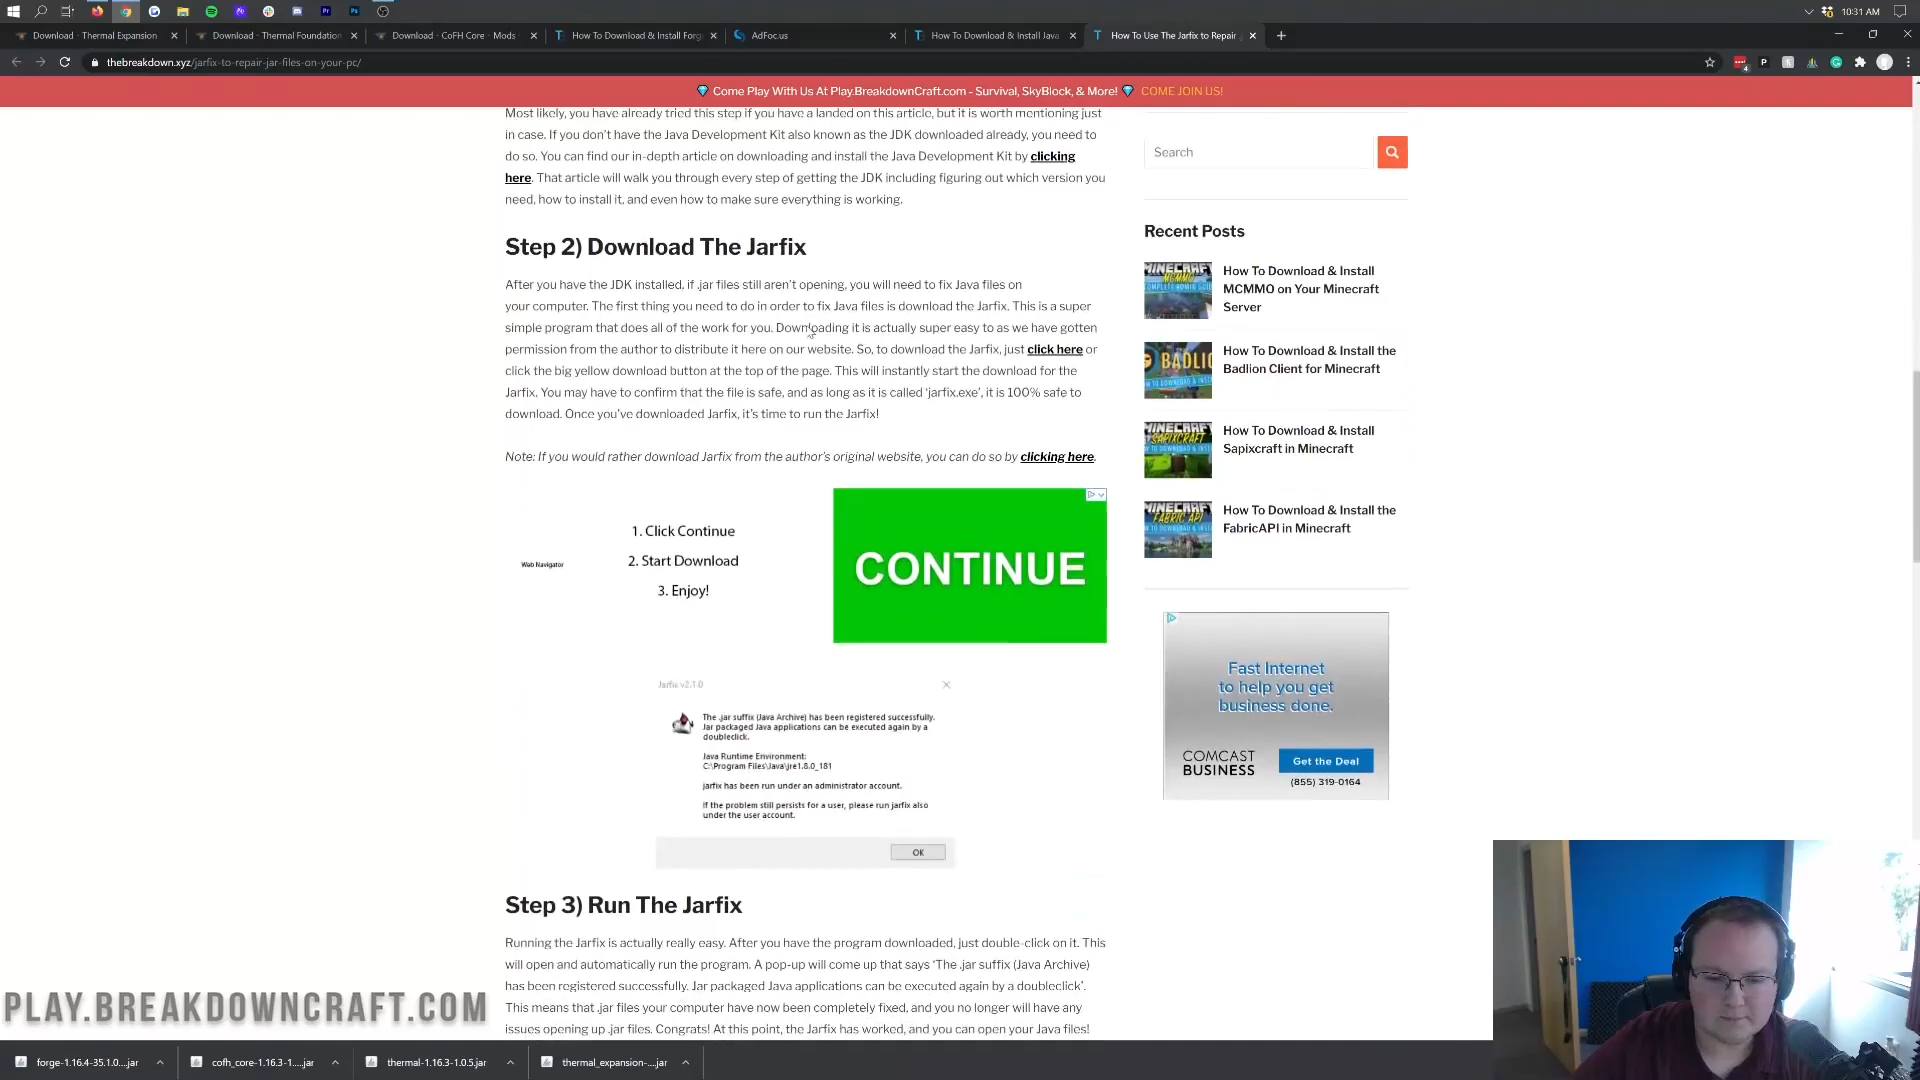 10:31 AM
Download - Thermal Expansion
Download - Thermal Foundation
Download - CoFH Core - Mods
How To Download & Install Forg
AdFoc.us
How To Download & Install Java
How To Use The Jarfix to Repair
thebreakdown.xyz/jarfix-to-repair-jar-files-on-your-pc/
Come Play With Us At Play.BreakdownCraft.com - Survival, SkyBlock, & More! COME JOIN US!
Most likely, you have already tried this step if you have a landed on this article, but it is worth mentioning just
in case. If you don't have the Java Development Kit also known as the JDK downloaded already, you need to
do so. You can find our in-depth article on downloading and install the Java Development Kit by clicking
here. That article will walk you through every step of getting the JDK including figuring out which version you
need, how to install it, and even how to make sure everything is working.
Step 2) Download The Jarfix
After you have the JDK installed, if .jar files still aren't opening, you will need to fix Java files on
your computer. The first thing you need to do in order to fix Java files is download the Jarfix. This is a super
simple program that does all of the work for you. Downloading it is actually super easy to as we have gotten
permission from the author to distribute it here on our website. So, to download the Jarfix, just click here or
click the big yellow download button at the top of the page. This will instantly start the download for the
Jarfix. You may have to confirm that the file is safe, and as long as it is called 'jarfix.exe', it is 100% safe to
download. Once you've downloaded Jarfix, it's time to run the Jarfix!
Note: If you would rather download Jarfix from the author's original website, you can do so by clicking here.
Web Navigator
1. Click Continue
2. Start Download
3. Enjoy!
CONTINUE
Jarfix v2.1.0
The .jar suffix (Java Archive) has been registered successfully.
Jar packaged Java applications can be executed again by a
doubleclick.
Java Runtime Environment:
C:\Program Files\Java\jre1.8.0_181
jarfix has been run under an administrator account.
If the problem still persists for a user, please run jarfix also
under the user account.
OK
Step 3) Run The Jarfix
Running the Jarfix is actually really easy. After you have the program downloaded, just double-click on it. This
will open and automatically run the program. A pop-up will come up that says 'The .jar suffix (Java Archive)
has been registered successfully. Jar packaged Java applications can be executed again by a doubleclick'.
This means that .jar files your computer have now been completely fixed, and you no longer will have any
issues opening up .jar files. Congrats! At this point, the Jarfix has worked, and you can open your Java files!
Search
Recent Posts
How To Download & Install
MCMMO on Your Minecraft
Server
How To Download & Install the
Badlion Client for Minecraft
How To Download & Install
Sapixcraft in Minecraft
How To Download & Install the
FabricAPI in Minecraft
Fast Internet
to help you get
business done.
COMCAST
BUSINESS
Get the Deal
(855) 319-0164
PLAY.BREAKDOWNCRAFT.COM
forge-1.16.4-35.1.0....jar
cofh_core-1.16.3-1.....jar
thermal-1.16.3-1.0.5.jar
thermal_expansion-....jar